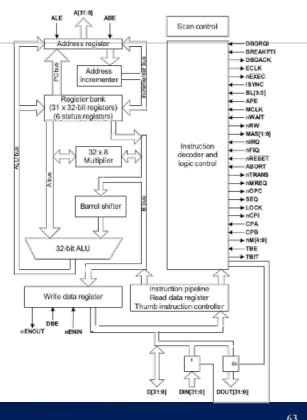 A[31:0]
ALE
ABE
Scan control
Address register
PC bus
Address
incrementer
Incrementer bus
Register bank
(31 x 32-bit registers)
(6 status registers)
ALU bus
A bus
32 x 8
Multiplier
B bus
Barrel shifter
32-bit ALU
Write data register
Instruction
decoder and
logic control
Instruction pipeline
Read data register
Thumb instruction controller
DBGRQI
BREAKPTI
DBGACK
ECLK
nEXEC
ISYNC
BL[3:0]
APE
MCLK
nWAIT
nRW
MAS[1:0]
nIRQ
nFIQ
nRESET
ABORT
nTRANS
nMREQ
nOPC
SEQ
LOCK
nCPI
CPA
CPB
nM[4:0]
TBE
TBIT
nENOUT
DBE
nENIN
D[31:0]
DIN[31:0]
DOUT[31:0]
63